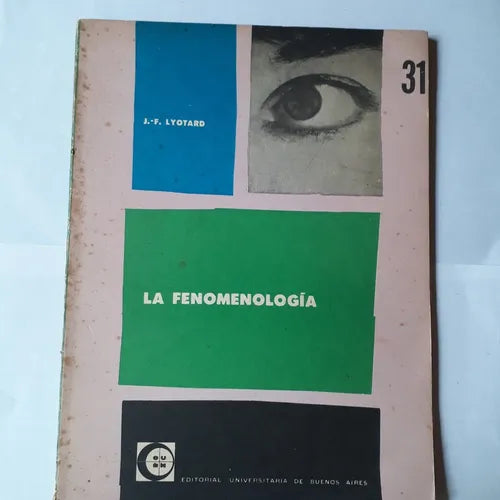 31
J.-F. LYOTARD
LA FENOMENOLOGÍA
EDITORIAL UNIVERSITARIA DE BUENOS AIRES